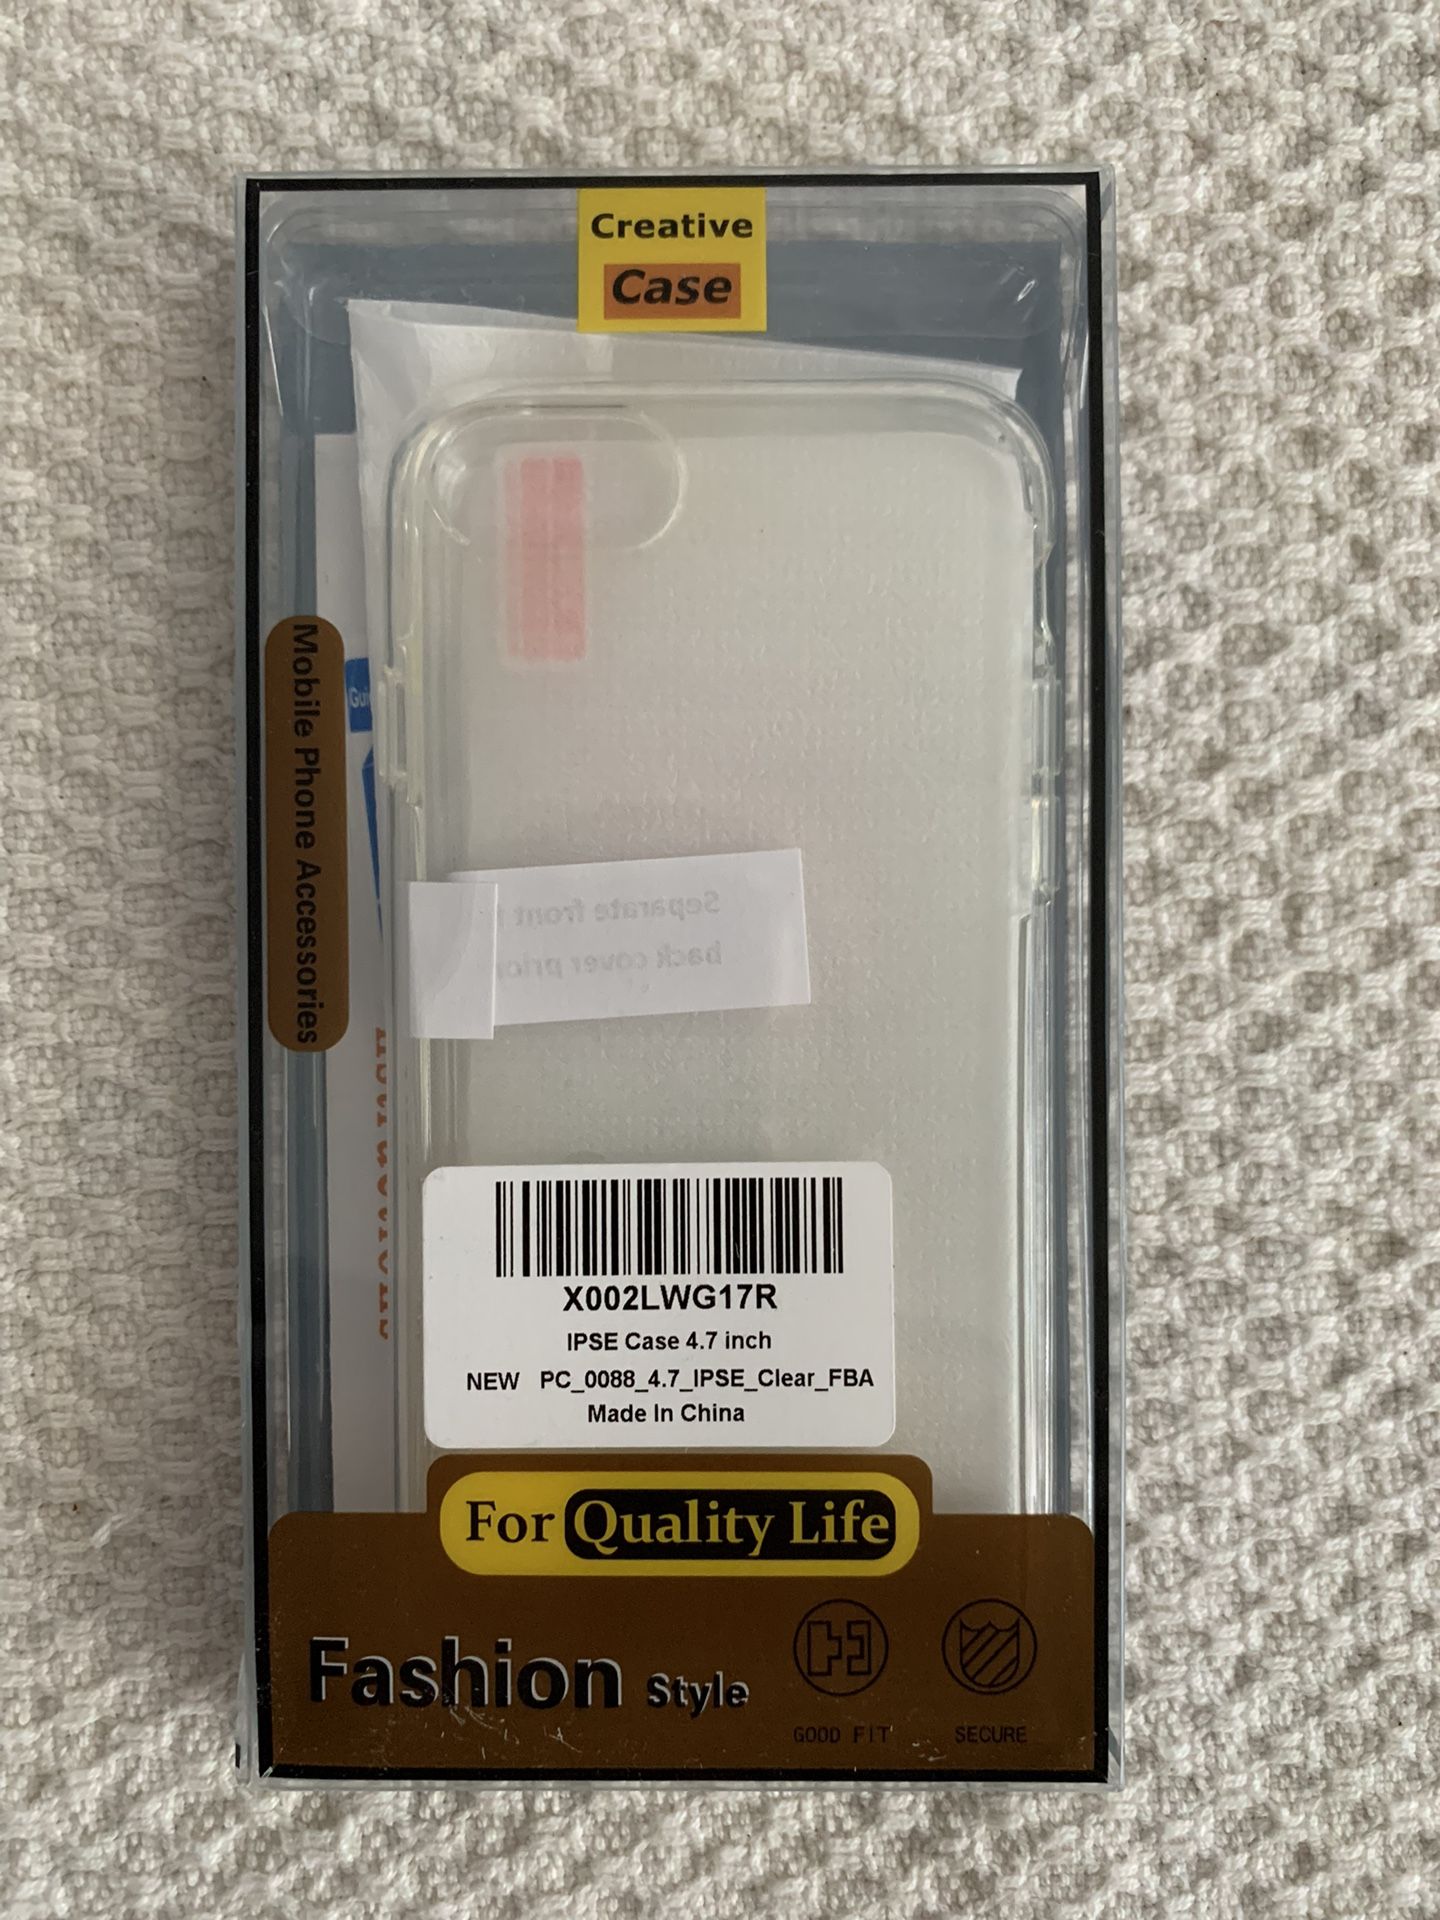 Creative
Case
Mobile Phone Accessories
Gui
Separate front
back cover prior
X002LWG17R
IPSE Case 4.7 inch
NEW PC_0088_4.7_IPSE_Clear_FBA
Made In China
For Quality Life
Fashion Style
GOOD FIT
SECURE